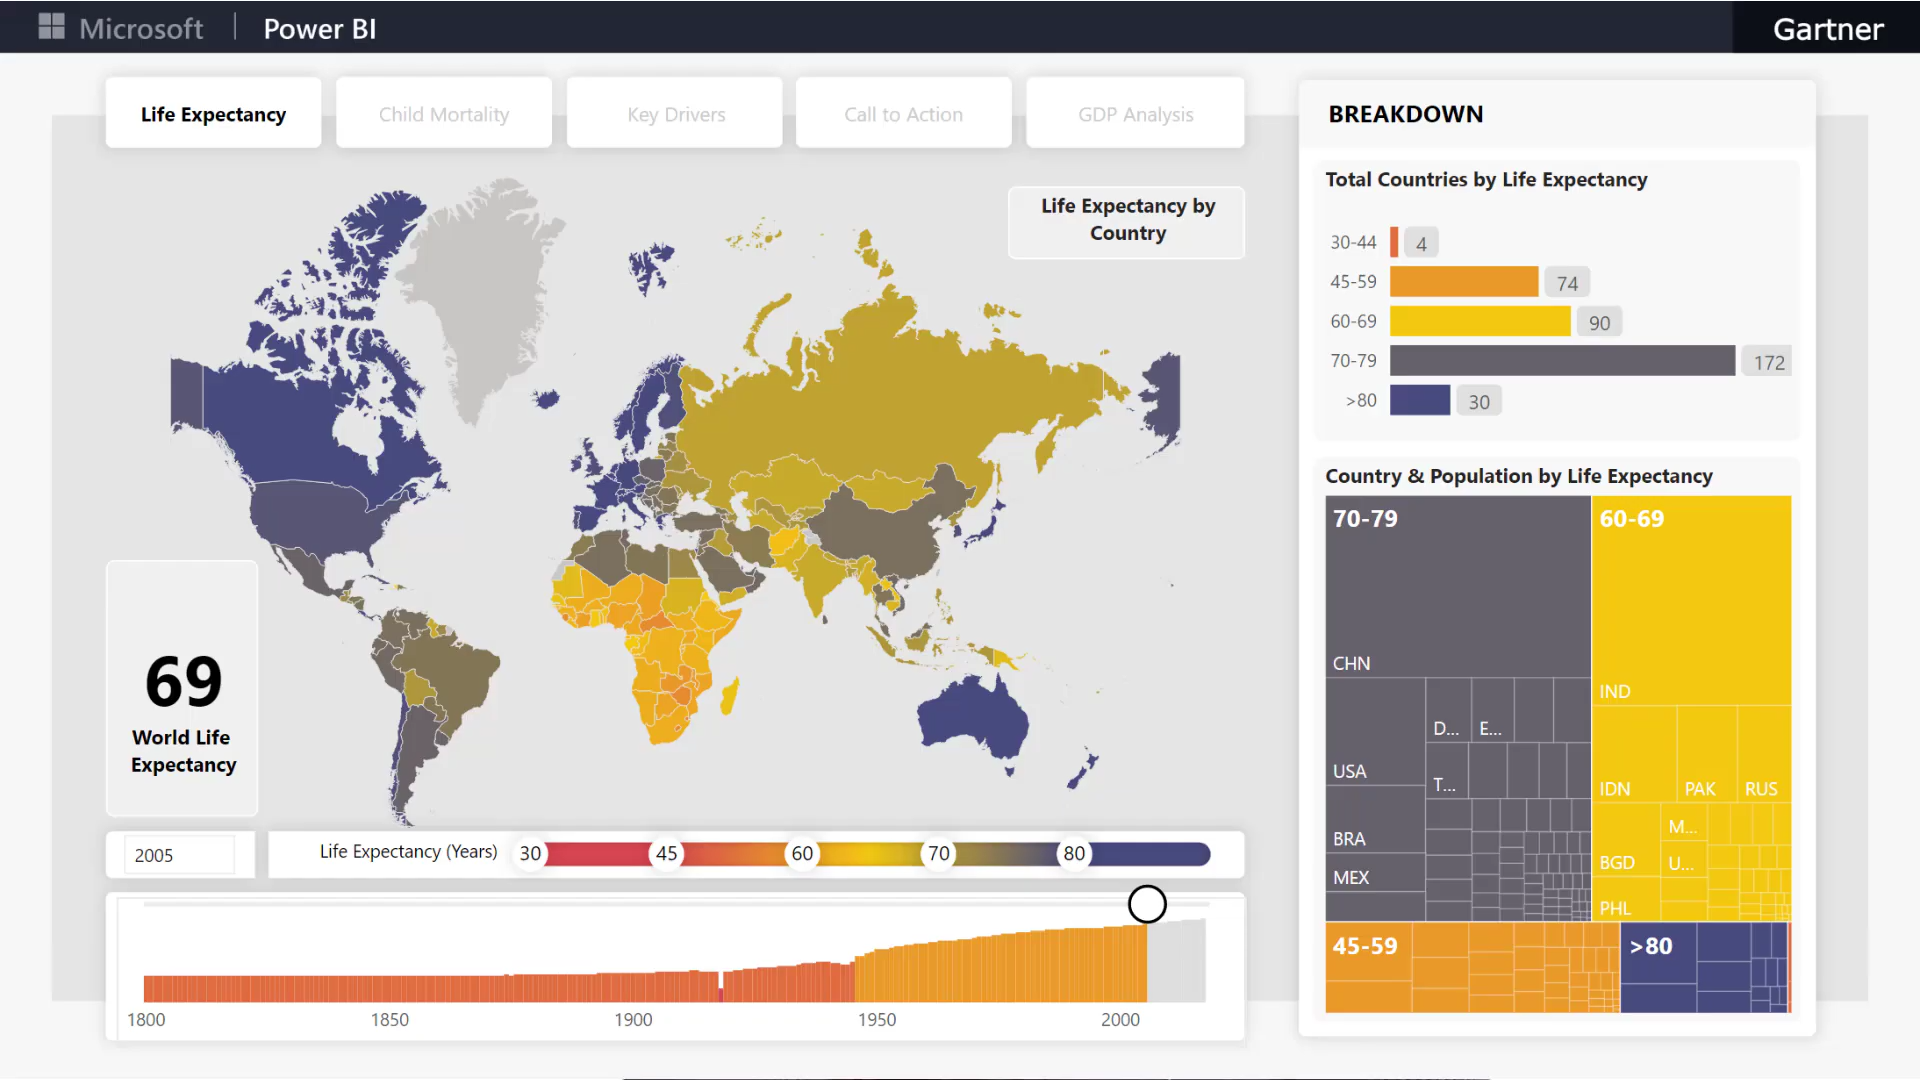 Microsoft
Power BI
Gartner
Life Expectancy
Child Mortality
Key Drivers
Call to Action
GDP Analysis
Life Expectancy by
Country
69
World Life
Expectancy
2005
Life Expectancy (Years)
30
45
60
70
80
1800
1850
1900
1950
2000
BREAKDOWN
Total Countries by Life Expectancy
30-44
4
45-59
74
60-69
90
70-79
172
>80
30
Country & Population by Life Expectancy
70-79
CHN
USA
D...
E...
T...
BRA
MEX
60-69
IND
IDN
PAK
RUS
M...
BGD
U...
PHL
45-59
>80